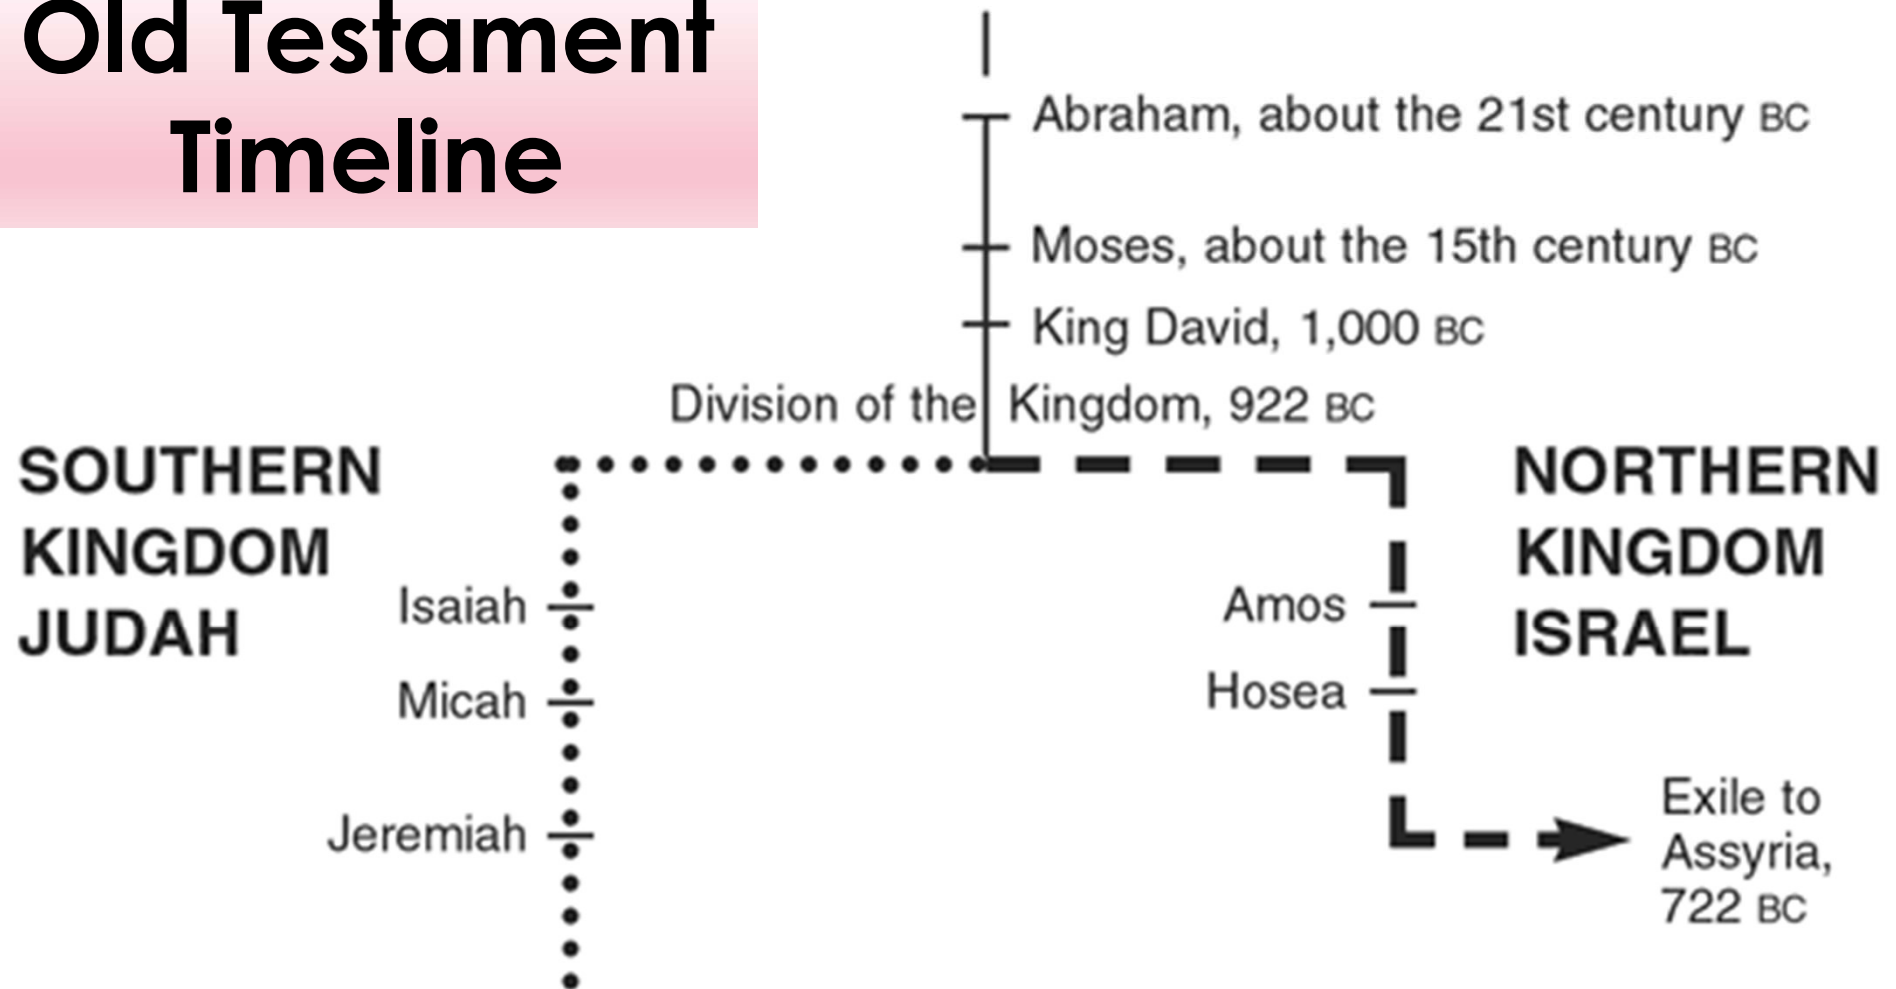 Old Testament
Timeline
Abraham, about the 21st century BC
Moses, about the 15th century BC
King David, 1,000 BC
Division of the Kingdom, 922 BC
SOUTHERN
KINGDOM
JUDAH
Isaiah
Micah
Jeremiah
NORTHERN
KINGDOM
ISRAEL
Amos
Hosea
Exile to
Assyria,
722 BC